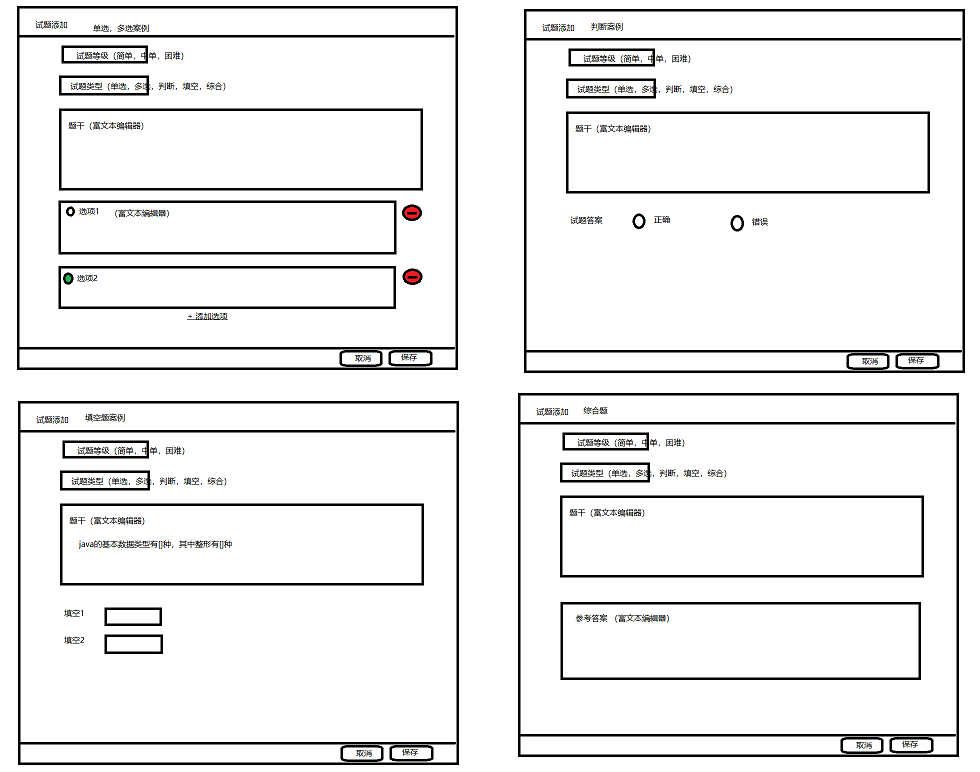 试题添加 单选，多选案例
试题等级（简单，中单，困难）
试题类型（单选，多选，判断，填空，综合）
题干（富文本编辑器）
选项1 （富文本编辑器）
选项2
+ 添加选项
取消 保存
试题添加 判断案例
试题等级（简单，中单，困难）
试题类型（单选，多选，判断，填空，综合）
题干（富文本编辑器）
试题答案 正确 错误
取消 保存
试题添加 填空题案例
试题等级（简单，中单，困难）
试题类型（单选，多选，判断，填空，综合）
题干（富文本编辑器）
java的基本数据类型有[]种，其中整形有[]种
填空1
填空2
取消 保存
试题添加 综合题
试题等级（简单，中单，困难）
试题类型（单选，多选，判断，填空，综合）
题干（富文本编辑器）
参考答案 （富文本编辑器）
取消 保存